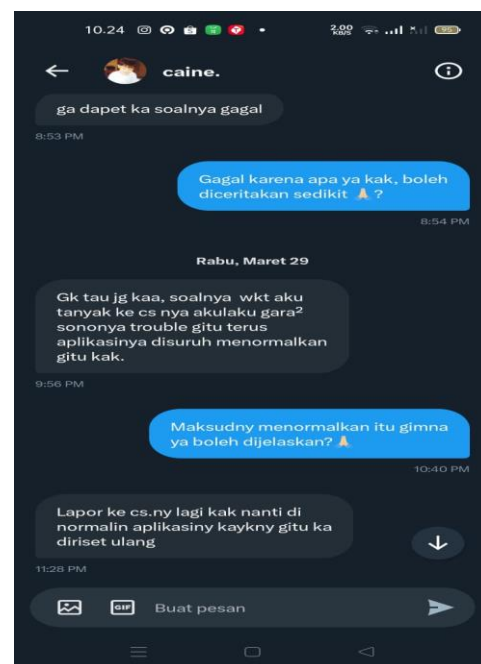 10.24
2.00
KB/S
95
caine.
ga dapet ka soalnya gagal
8:53 PM
Gagal karena apa ya kak, boleh
diceritakan sedikit 🙏🏻?
8:54 PM
Rabu, Maret 29
Gk tau jg kaa, soalnya wkt aku
tanyak ke cs nya akulaku gara²
sononya trouble gitu terus
aplikasinya disuruh menormalkan
gitu kak.
9:56 PM
Maksudny menormalkan itu gimna
ya boleh dijelaskan?🙏🏻
10:40 PM
Lapor ke cs.ny lagi kak nanti di
normalin aplikasiny kaykny gitu ka
diriset ulang
11:28 PM
GIF
Buat pesan